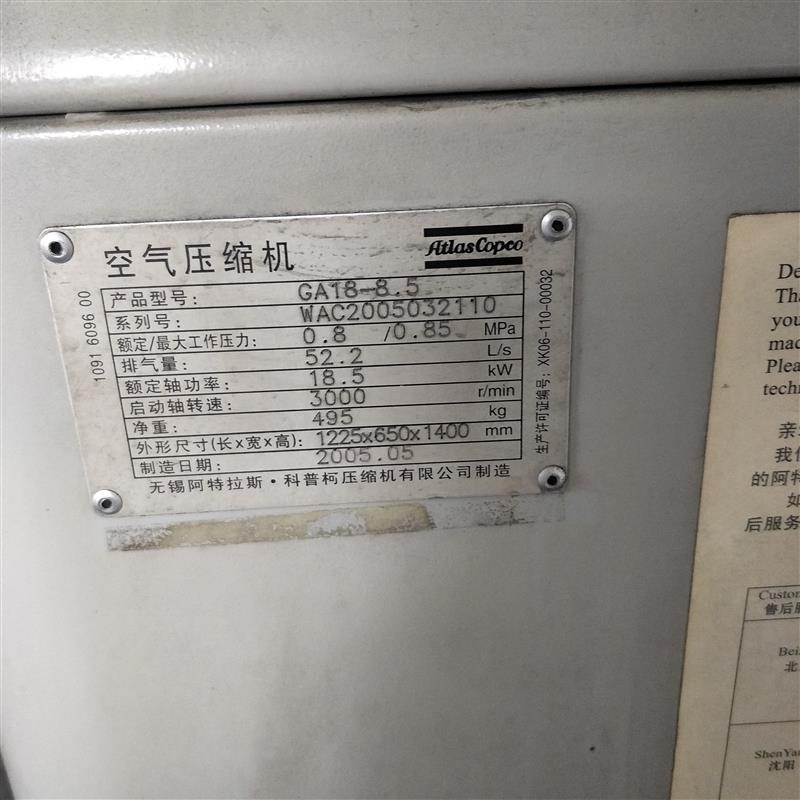 空气压缩机
Atlas Copco
产品型号: GA18-8.5
系列号: WAC2005032110
额定/最大工作压力: 0.8 /0.85 MPa
排气量: 52.2 L/s
额定轴功率: 18.5 kW
启动轴转速: 3000 r/min
净重: 495 kg
外形尺寸(长x宽x高): 1225x650x1400 mm
制造日期: 2005.05
无锡阿特拉斯·科普柯压缩机有限公司制造
1091 6096 00
生产许可证编号: XK06-110-00032
De
Tha
you
mac
Plea
techn
亲
我们
的阿特
如
后服务
Custom
售后服
Bei
北
ShenYan
沈阳